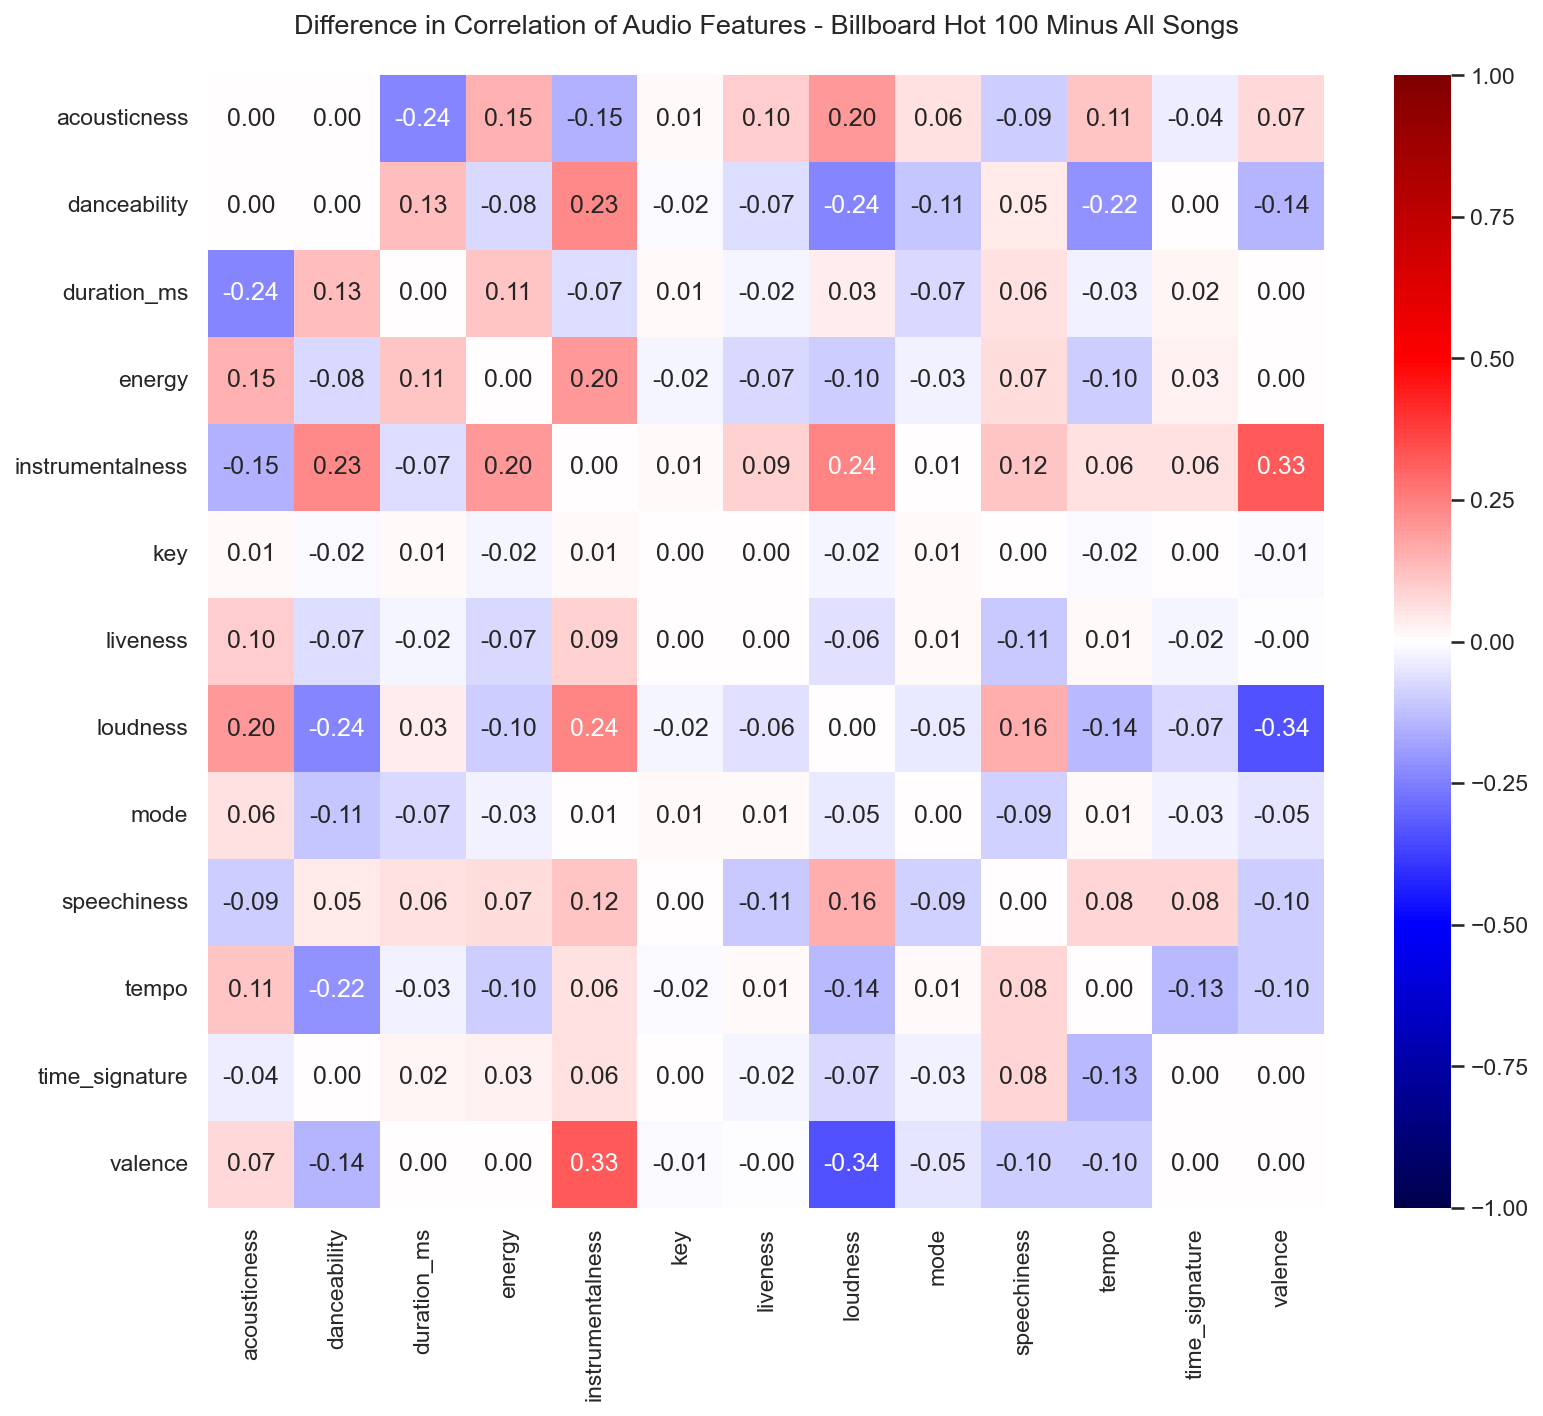 Difference in Correlation of Audio Features - Billboard Hot 100 Minus All Songs
acousticness 0.00 0.00 -0.24 0.15 -0.15 0.01 0.10 0.20 0.06 -0.09 0.11 -0.04 0.07
danceability 0.00 0.00 0.13 -0.08 0.23 -0.02 -0.07 -0.24 -0.11 0.05 -0.22 0.00 -0.14
duration_ms -0.24 0.13 0.00 0.11 -0.07 0.01 -0.02 0.03 -0.07 0.06 -0.03 0.02 0.00
energy 0.15 -0.08 0.11 0.00 0.20 -0.02 -0.07 -0.10 -0.03 0.07 -0.10 0.03 0.00
instrumentalness -0.15 0.23 -0.07 0.20 0.00 0.01 0.09 0.24 0.01 0.12 0.06 0.06 0.33
key 0.01 -0.02 0.01 -0.02 0.01 0.00 0.00 -0.02 0.01 0.00 -0.02 0.00 -0.01
liveness 0.10 -0.07 -0.02 -0.07 0.09 0.00 0.00 -0.06 0.01 -0.11 0.01 -0.02 -0.00
loudness 0.20 -0.24 0.03 -0.10 0.24 -0.02 -0.06 0.00 -0.05 0.16 -0.14 -0.07 -0.34
mode 0.06 -0.11 -0.07 -0.03 0.01 0.01 0.01 -0.05 0.00 -0.09 0.01 -0.03 -0.05
speechiness -0.09 0.05 0.06 0.07 0.12 0.00 -0.11 0.16 -0.09 0.00 0.08 0.08 -0.10
tempo 0.11 -0.22 -0.03 -0.10 0.06 -0.02 0.01 -0.14 0.01 0.08 0.00 -0.13 -0.10
time_signature -0.04 0.00 0.02 0.03 0.06 0.00 -0.02 -0.07 -0.03 0.08 -0.13 0.00 0.00
valence 0.07 -0.14 0.00 0.00 0.33 -0.01 -0.00 -0.34 -0.05 -0.10 -0.10 0.00 0.00
acousticness
danceability
duration_ms
energy
instrumentalness
key
liveness
loudness
mode
speechiness
tempo
time_signature
valence
1.00
0.75
0.50
0.25
0.00
−0.25
−0.50
−0.75
−1.00